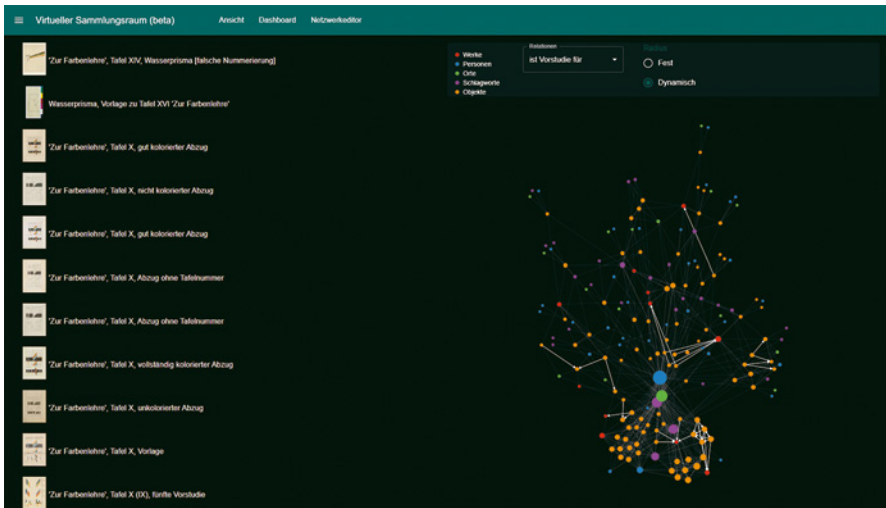 Virtueller Sammlungsraum (beta)
Ansicht
Dashboard
Netzwerkeditor
'Zur Farbenlehre', Tafel XIV, Wasserprisma [falsche Nummerierung]
Wasserprisma, Vorlage zu Tafel XVI 'Zur Farbenlehre'
'Zur Farbenlehre', Tafel X, gut kolorierter Abzug
'Zur Farbenlehre', Tafel X, nicht kolorierter Abzug
'Zur Farbenlehre', Tafel X, gut kolorierter Abzug
'Zur Farbenlehre', Tafel X, Abzug ohne Tafelnummer
'Zur Farbenlehre', Tafel X, Abzug ohne Tafelnummer
'Zur Farbenlehre', Tafel X, vollständig kolorierter Abzug
'Zur Farbenlehre', Tafel X, unkolorierter Abzug
'Zur Farbenlehre', Tafel X, Vorlage
'Zur Farbenlehre', Tafel X (IX), fünfte Vorstudie
Werke
Personen
Orte
Schlagworte
Objekte
Relationen
ist Vorstudie für
Radius
Fest
Dynamisch